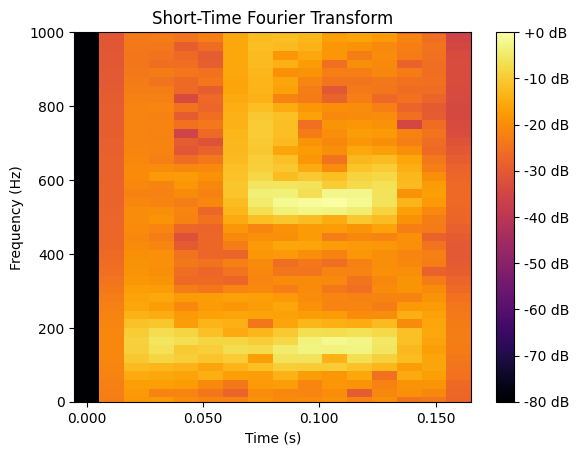 Short-Time Fourier Transform
1000
800
600
400
200
0
Frequency (Hz)
0.000
0.050
0.100
0.150
Time (s)
+0 dB
-10 dB
-20 dB
-30 dB
-40 dB
-50 dB
-60 dB
-70 dB
-80 dB